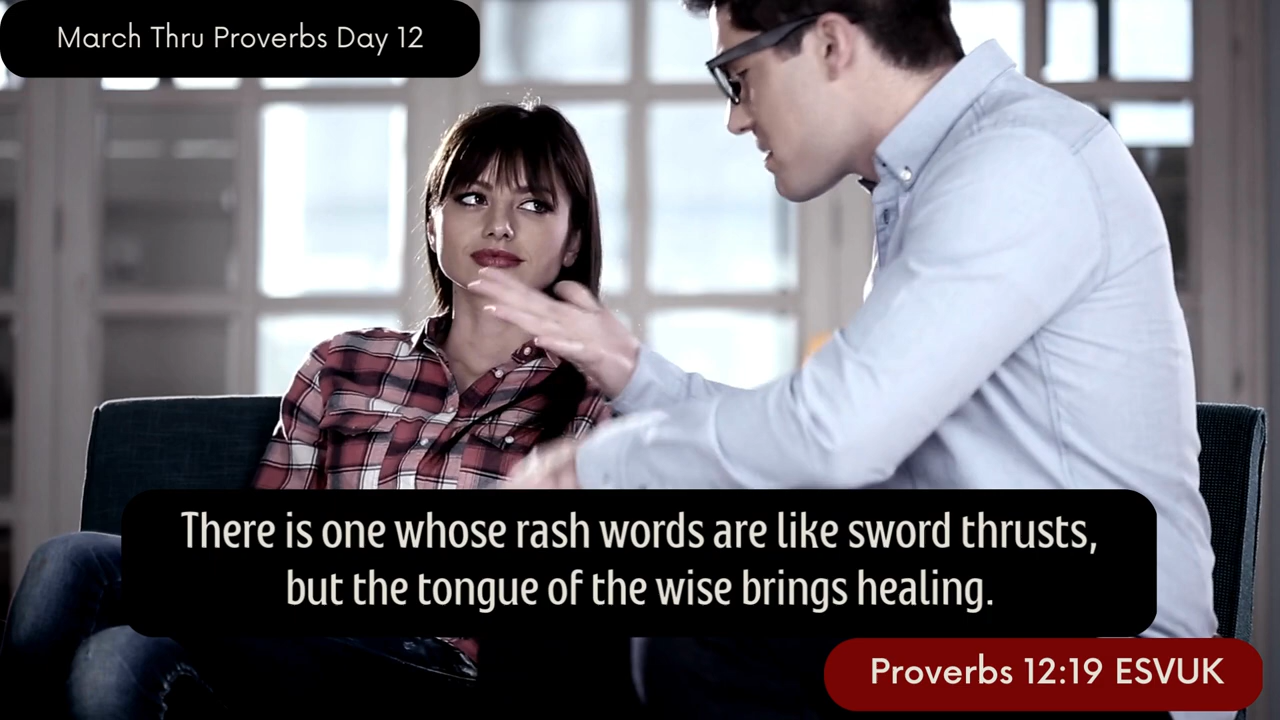 March Thru Proverbs Day 12
There is one whose rash words are like sword thrusts,
but the tongue of the wise brings healing.
Proverbs 12:19 ESVUK